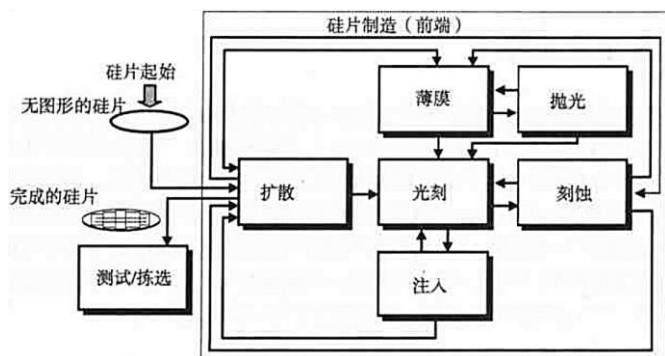 硅片制造（前端）
硅片起始
无图形的硅片
薄膜
抛光
完成的硅片
扩散
光刻
刻蚀
测试/拣选
注入